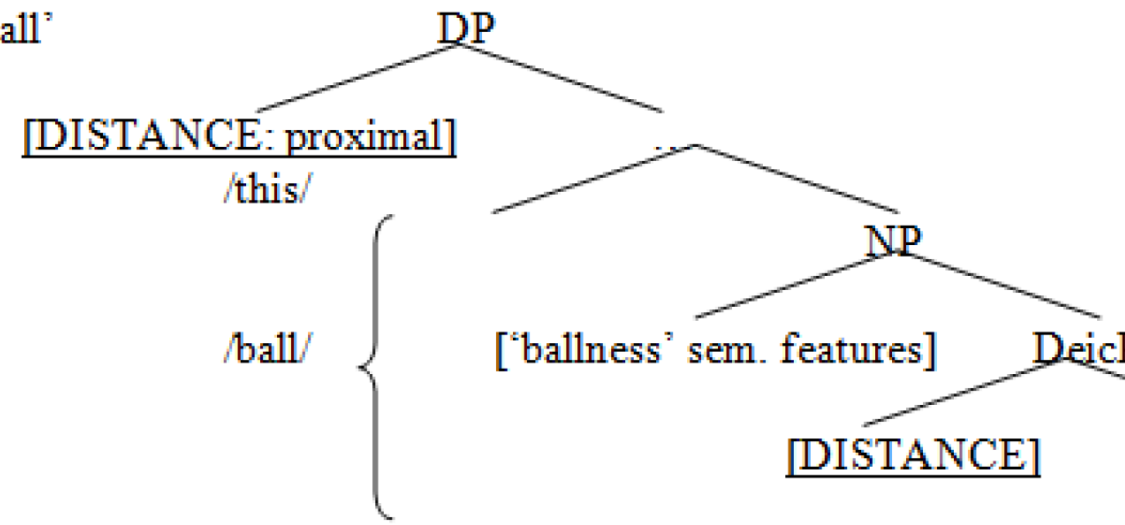 all’ DP
[DISTANCE: proximal] …
/this/
NP
/ball/ [‘ballness’ sem. features]
[DISTANCE]